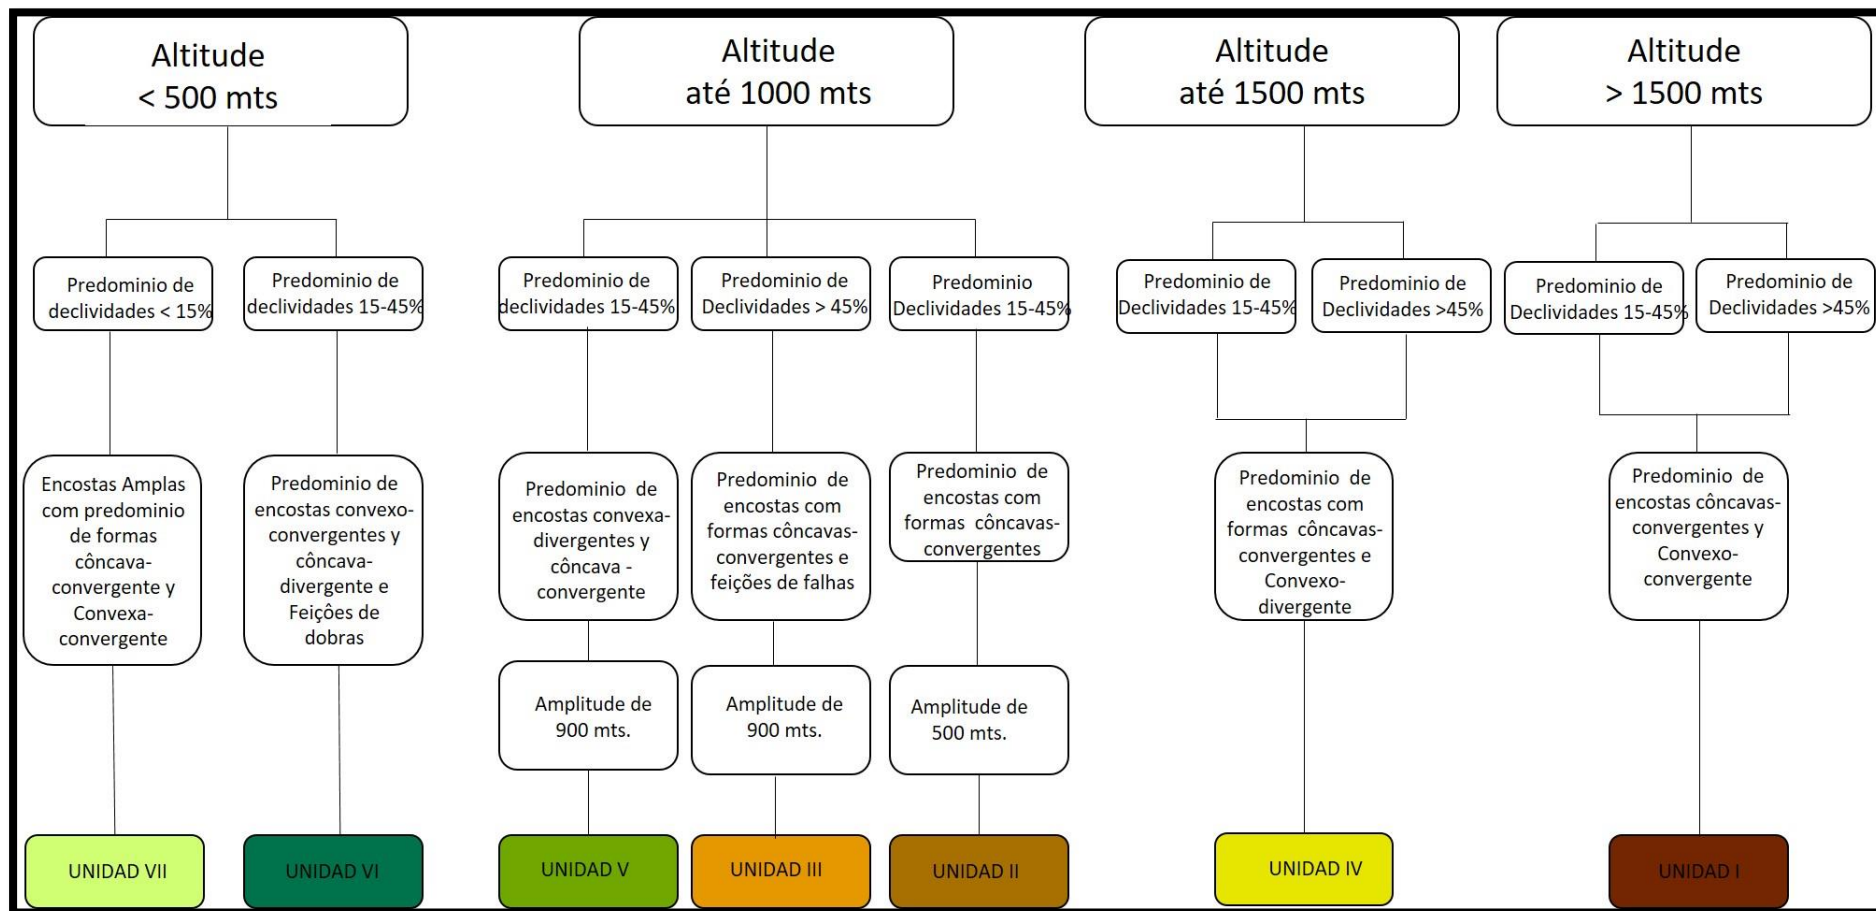 Altitude
< 500 mts
Altitude
até 1000 mts
Altitude
até 1500 mts
Altitude
> 1500 mts
Predominio de
declividades < 15%
Predominio de
declividades 15-45%
Predominio de
declividades 15-45%
Predominio de
Declividades > 45%
Predominio
Declividades 15-45%
Predominio de
Declividades 15-45%
Predominio de
Declividades >45%
Predominio de
Declividades 15-45%
Predominio de
Declividades >45%
Encostas Amplas
com predominio
de formas
côncava-
convergente y
Convexa-
convergente
Predominio de
encostas convexo-
convergentes y
côncava-
divergente e
Feições de
dobras
Predominio de
encostas convexa-
divergentes y
côncava -
convergente
Predominio de
encostas com
formas côncavas-
convergentes e
feições de falhas
Predominio de
encostas com
formas côncavas-
convergentes
Predominio de
encostas com
formas côncavas-
convergentes e
Convexo-
divergente
Predominio de
encostas côncavas-
convergentes y
Convexo-
convergente
Amplitude de
900 mts.
Amplitude de
900 mts.
Amplitude de
500 mts.
UNIDAD VII
UNIDAD VI
UNIDAD V
UNIDAD III
UNIDAD II
UNIDAD IV
UNIDAD I